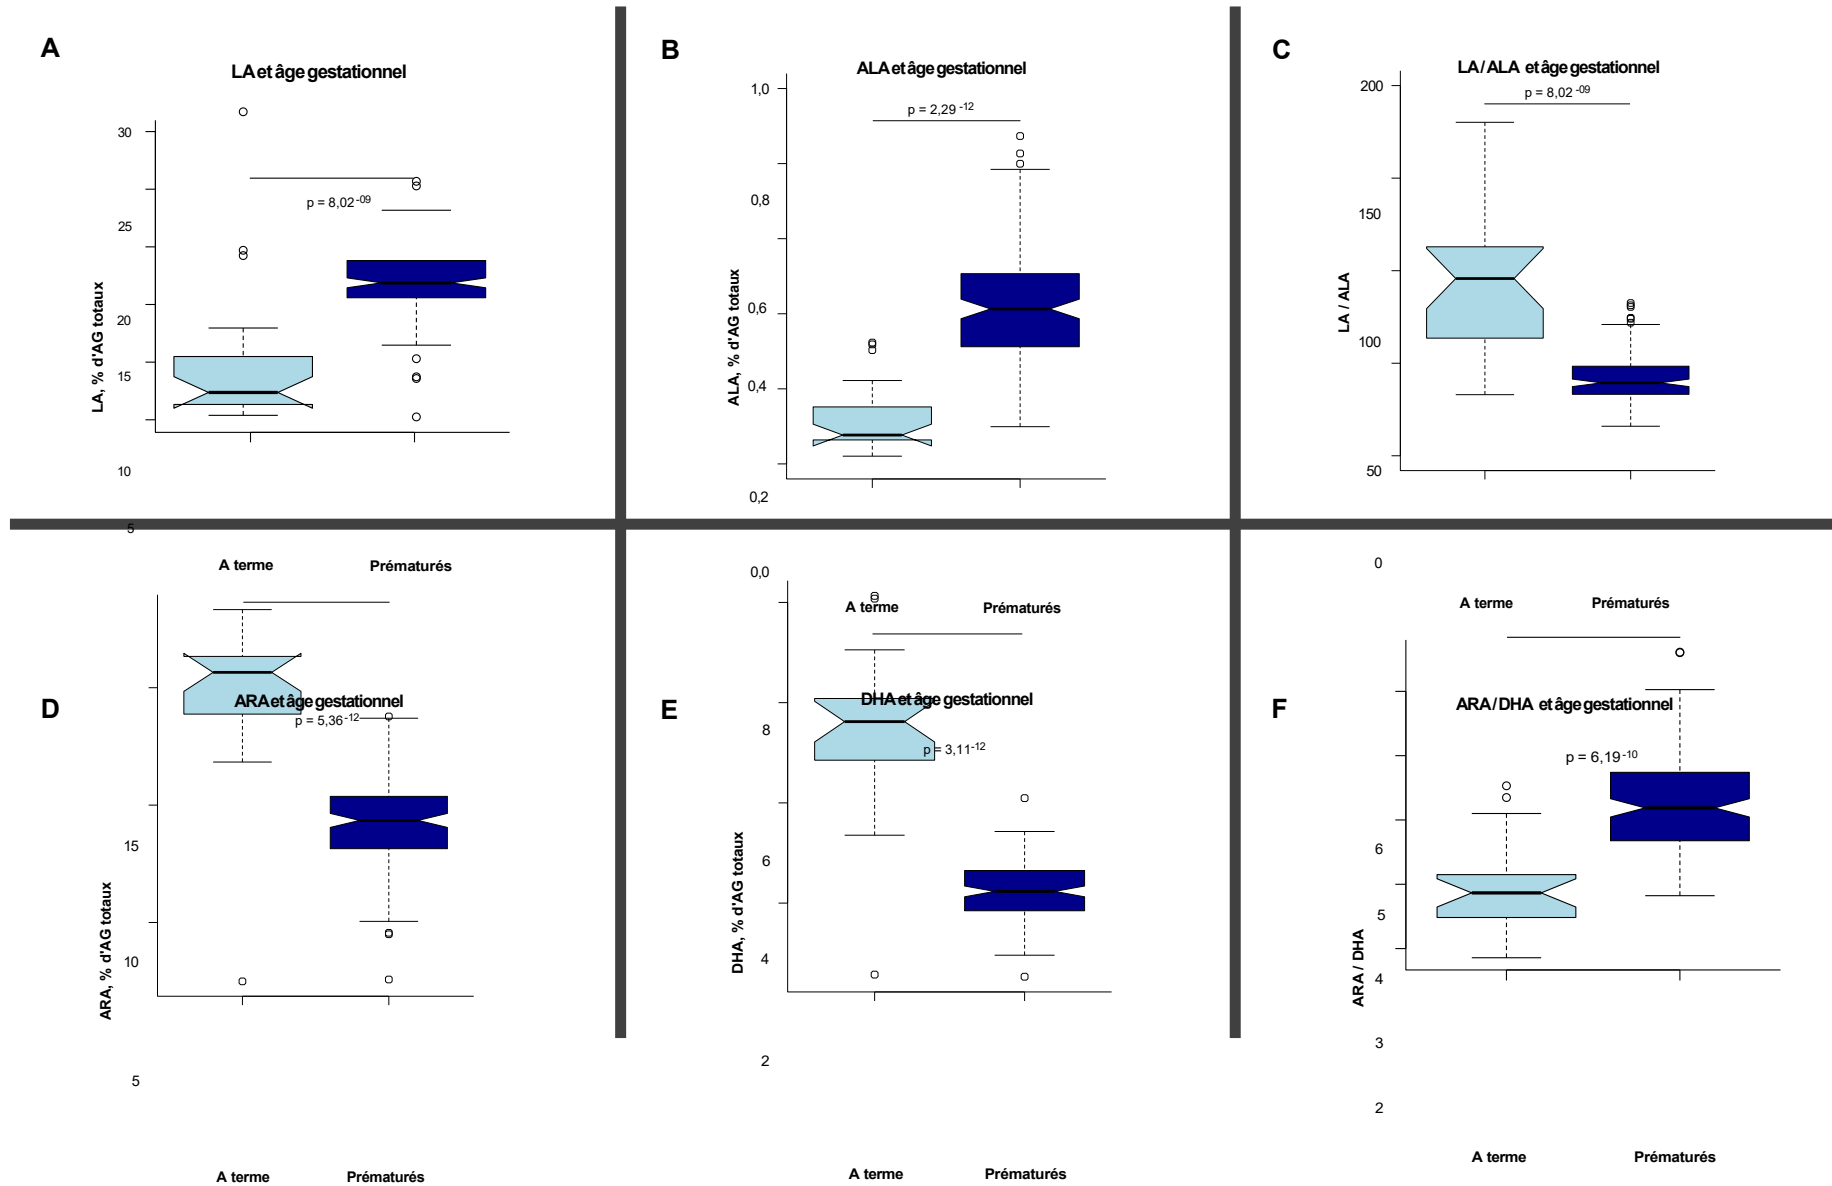 A
LA et âge gestionnel
30
p = 8,02-09
25
20
15
10
5
LA, % d'AG totaux
A terme Prématurés
B
ALA et âge gestationnel
1,0
p = 2,29-12
0,8
0,6
0,4
0,2
0,0
ALA, % d'AG totaux
A terme Prématurés
C
LA / ALA et âge gestationnel
200
p = 8,02-09
150
100
50
0
LA / ALA
A terme Prématurés
D
ARA et âge gestationnel
p = 5,36-12
15
10
5
ARA, % d'AG totaux
A terme Prématurés
E
DHA et âge gestationnel
8
p = 3,11-12
6
4
2
DHA, % d'AG totaux
A terme Prématurés
F
ARA / DHA et âge gestationnel
p = 6,19-10
6
5
4
3
2
ARA / DHA
A terme Prématurés